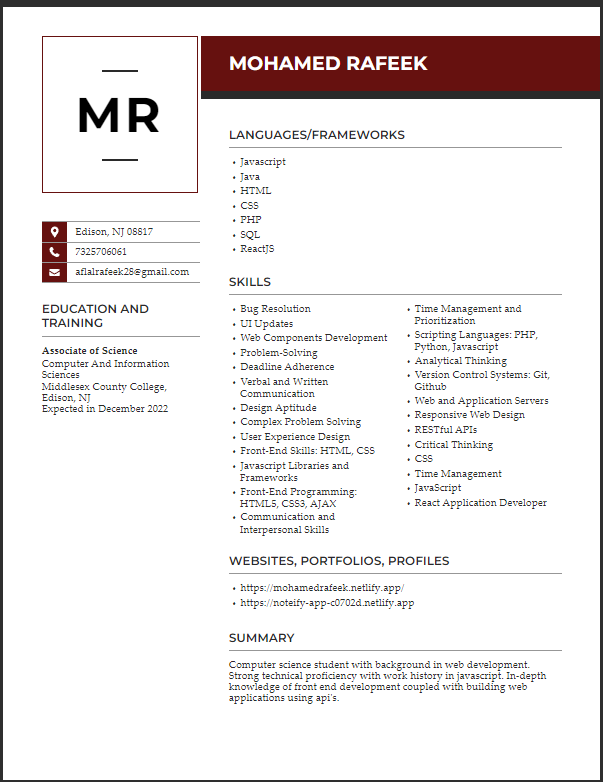 MOHAMED RAFEEK
MR
Edison, NJ 08817
7325706061
aflalrafeek28@gmail.com
EDUCATION AND
TRAINING
Associate of Science
Computer And Information
Sciences
Middlesex County College,
Edison, NJ
Expected in December 2022
LANGUAGES/FRAMEWORKS
• Javascript
• Java
• HTML
• CSS
• PHP
• SQL
• ReactJS
SKILLS
• Bug Resolution
• UI Updates
• Web Components Development
• Problem-Solving
• Deadline Adherence
• Verbal and Written
Communication
• Design Aptitude
• Complex Problem Solving
• User Experience Design
• Front-End Skills: HTML, CSS
• Javascript Libraries and
Frameworks
• Front-End Programming:
HTML5, CSS3, AJAX
• Communication and
Interpersonal Skills
• Time Management and
Prioritization
• Scripting Languages: PHP,
Python, Javascript
• Analytical Thinking
• Version Control Systems: Git,
Github
• Web and Application Servers
• Responsive Web Design
• RESTful APIs
• Critical Thinking
• CSS
• Time Management
• JavaScript
• React Application Developer
WEBSITES, PORTFOLIOS, PROFILES
• https://mohamedrafeek.netlify.app/
• https://noteify-app-c0702d.netlify.app
SUMMARY
Computer science student with background in web development.
Strong technical proficiency with work history in javascript. In-depth
knowledge of front end development coupled with building web
applications using api's.